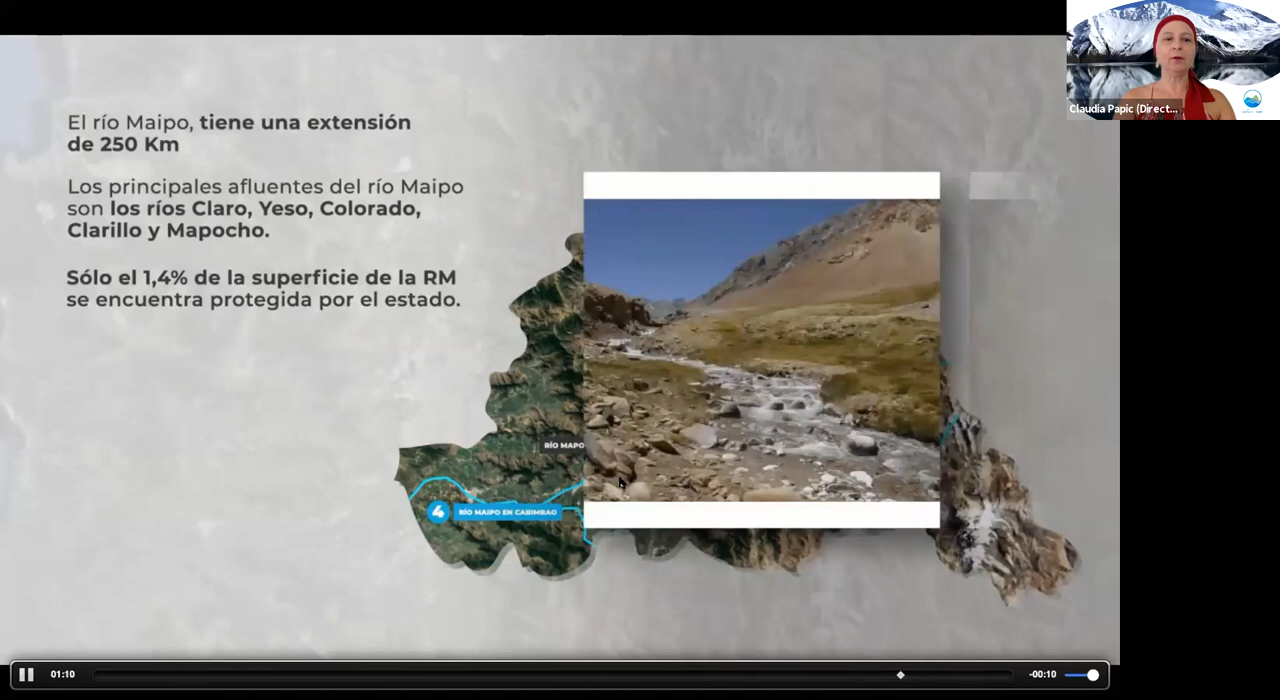 El río Maipo, tiene una extensión
de 250 Km
Los principales afluentes del río Maipo
son los ríos Claro, Yeso, Colorado,
Clarillo y Mapocho.
Sólo el 1,4% de la superficie de la RM
se encuentra protegida por el estado.
RÍO MAPO
4 RÍO MAIPO EN CABIMBAO
Claudia Papic (Direct...
01:10
-00:10